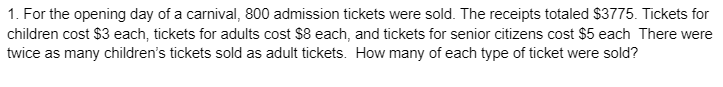 1. For the opening day of a carnival, 800 admission tickets were sold. The receipts totaled $3775. Tickets for
children cost $3 each, tickets for adults cost $8 each, and tickets for senior citizens cost $5 each  There were
twice as many children's tickets sold as adult tickets.  How many of each type of ticket were sold?